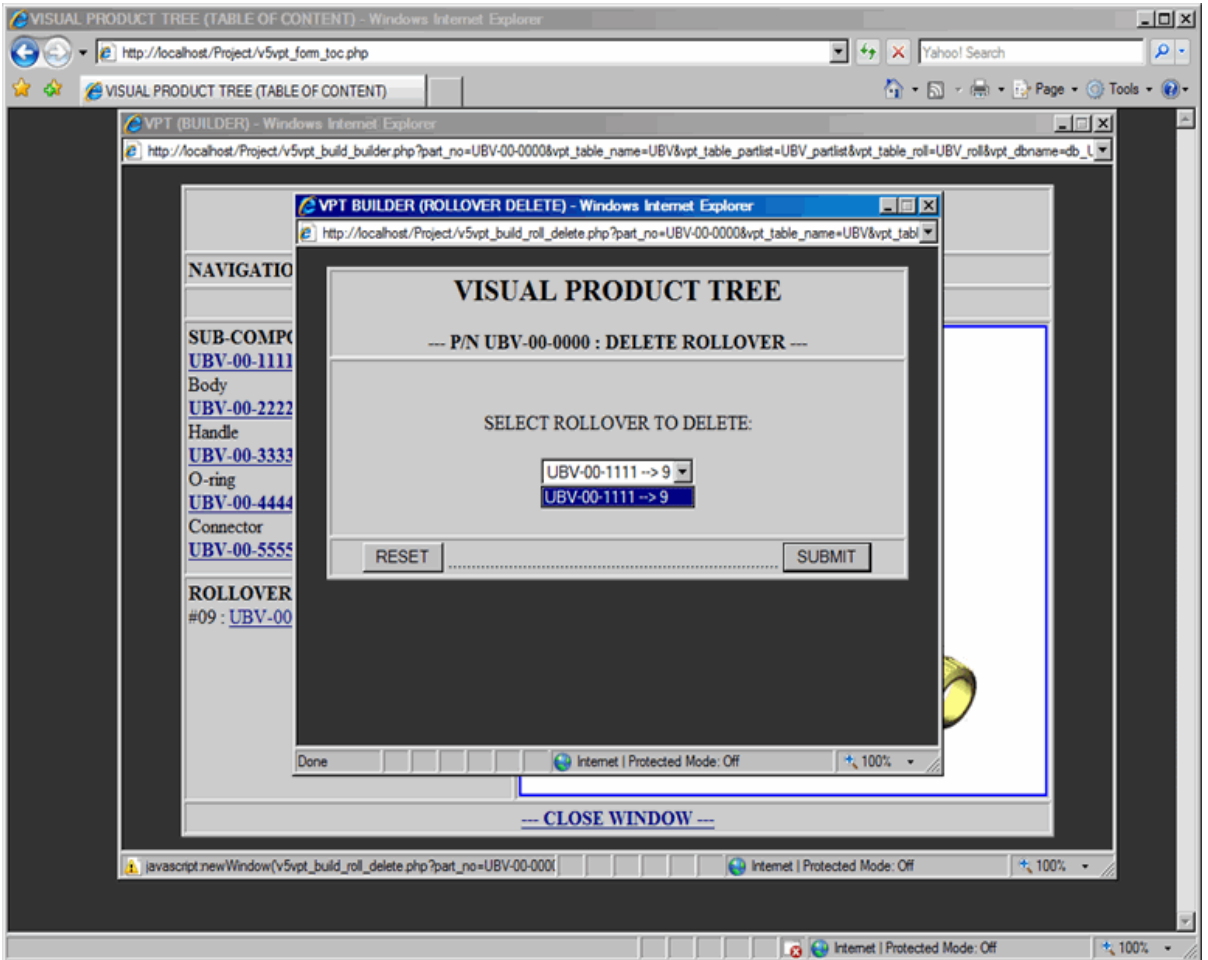 VISUAL PRODUCT TREE (TABLE OF CONTENT) - Windows Internet Explorer
http://localhost/Project/v5vpt_form_toc.php
Yahoo! Search
VISUAL PRODUCT TREE (TABLE OF CONTENT)
Page
Tools
VPT (BUILDER) - Windows Internet Explorer
http://localhost/Project/v5vpt_build_builder.php?part_no=UBV-00-0000&vpt_table_name=UBV&vpt_table_partlist=UBV_partlist&vpt_table_roll=UBV_roll&vpt_dbname=db_U
VPT BUILDER (ROLLOVER DELETE) - Windows Internet Explorer
http://localhost/Project/v5vpt_build_roll_delete.php?part_no=UBV-00-0000&vpt_table_name=UBV&vpt_tabl
NAVIGATIO
SUB-COMPO
UBV-00-1111
Body
UBV-00-2222
Handle
UBV-00-3333
O-ring
UBV-00-4444
Connector
UBV-00-5555
ROLLOVER
#09 : UBV-00
VISUAL PRODUCT TREE
--- P/N UBV-00-0000 : DELETE ROLLOVER ---
SELECT ROLLOVER TO DELETE:
UBV-00-1111 --> 9
UBV-00-1111 --> 9
RESET
SUBMIT
Done
Internet | Protected Mode: Off
100%
--- CLOSE WINDOW ---
javascript:newWindow('v5vpt_build_roll_delete.php?part_no=UBV-00-000(
Internet | Protected Mode: Off
100%
Internet | Protected Mode: Off
100%